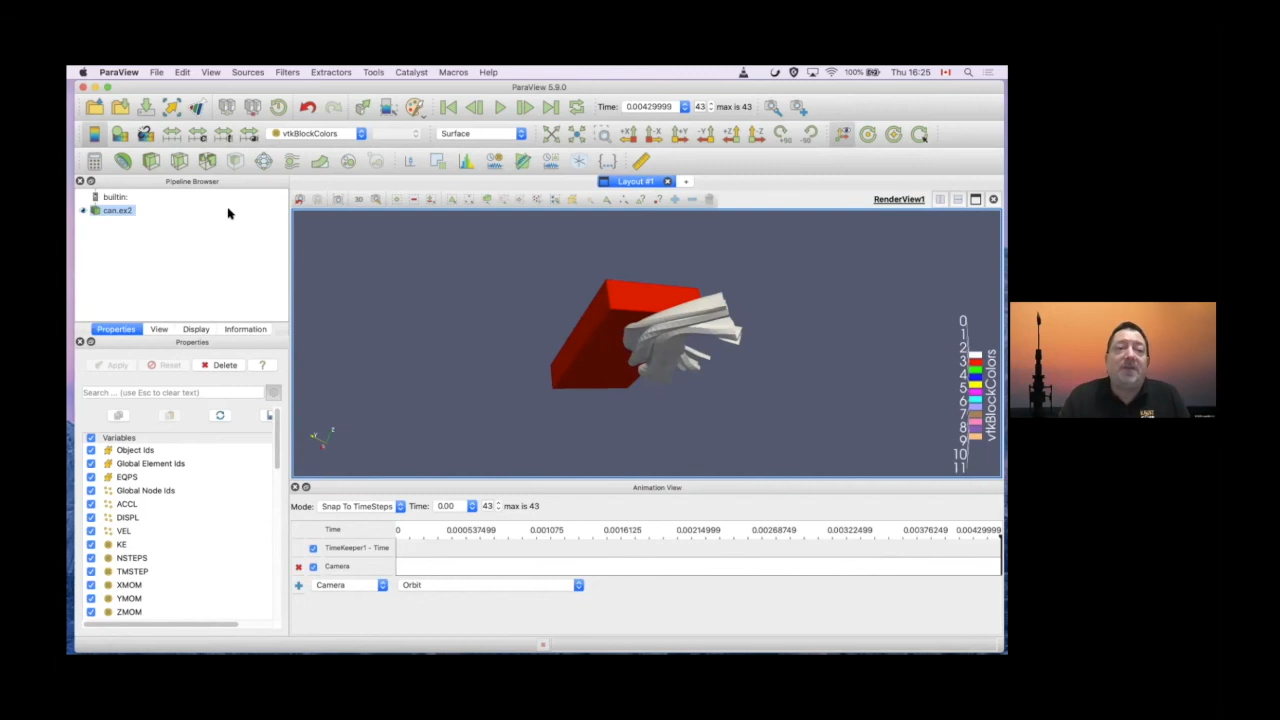 ParaView File Edit View Sources Filters Extractors Tools Catalyst Macros Help 100% Thu 16:25
ParaView 5.9.0
Time: 0.00429999 43 max is 43
vtkBlockColors Surface
Pipeline Browser Layout #1
builtin:
can.ex2
3D
RenderView1
0
1
2
3
4
5
6
7
8
9
10
11
vtkBlockColors
Properties View Display Information
Properties
Apply Reset Delete ?
Search ... (use Esc to clear text)
Variables
Object Ids
Global Element Ids
EQPS
Global Node Ids
ACCL
DISPL
VEL
KE
NSTEPS
TMSTEP
XMOM
YMOM
ZMOM
Animation View
Mode: Snap To TimeSteps Time: 0.00 43 max is 43
Time 0 0.000537499 0.001075 0.0016125 0.00214999 0.00268749 0.00322499 0.00376249 0.00429999
TimeKeeper1 - Time
Camera
Camera Orbit